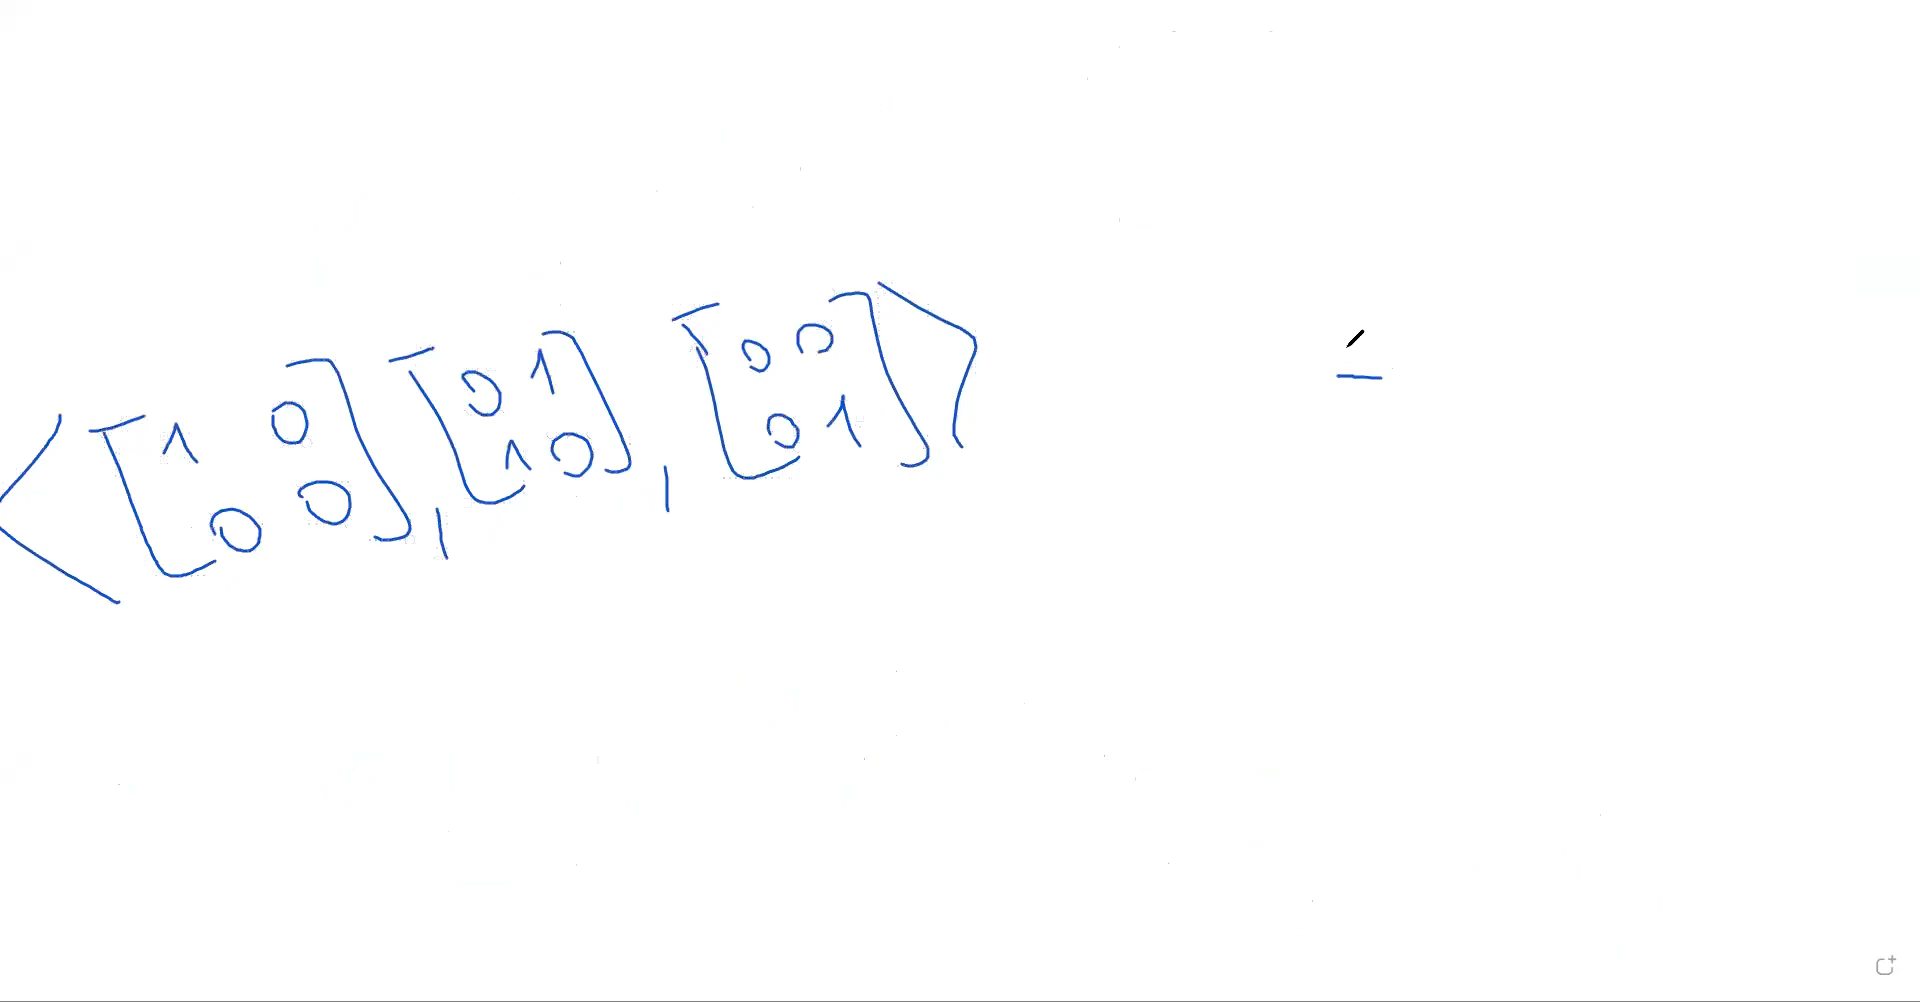 < [1 0
0 0], [0 1
1 0], [0 0
0 1] >
–